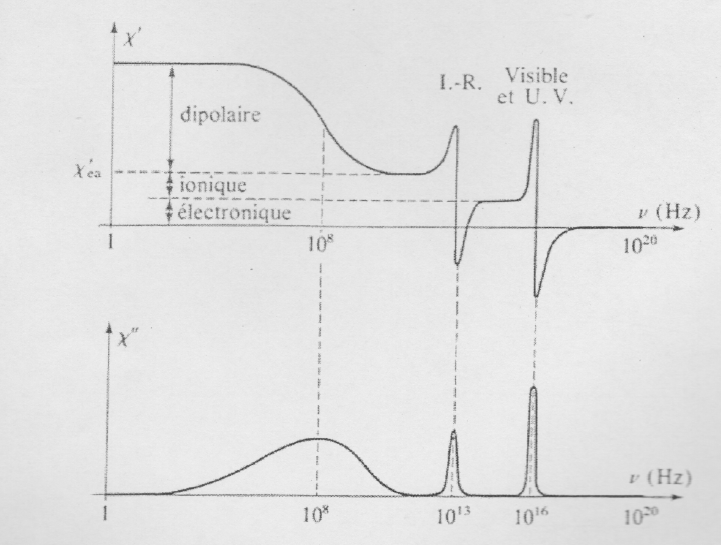 χ′
I.-R.
Visible
et U. V.
dipolaire
χ′ea
ionique
électronique
ν (Hz)
1
10⁸
10²⁰
χ″
ν (Hz)
1
10⁸
10¹³
10¹⁶
10²⁰